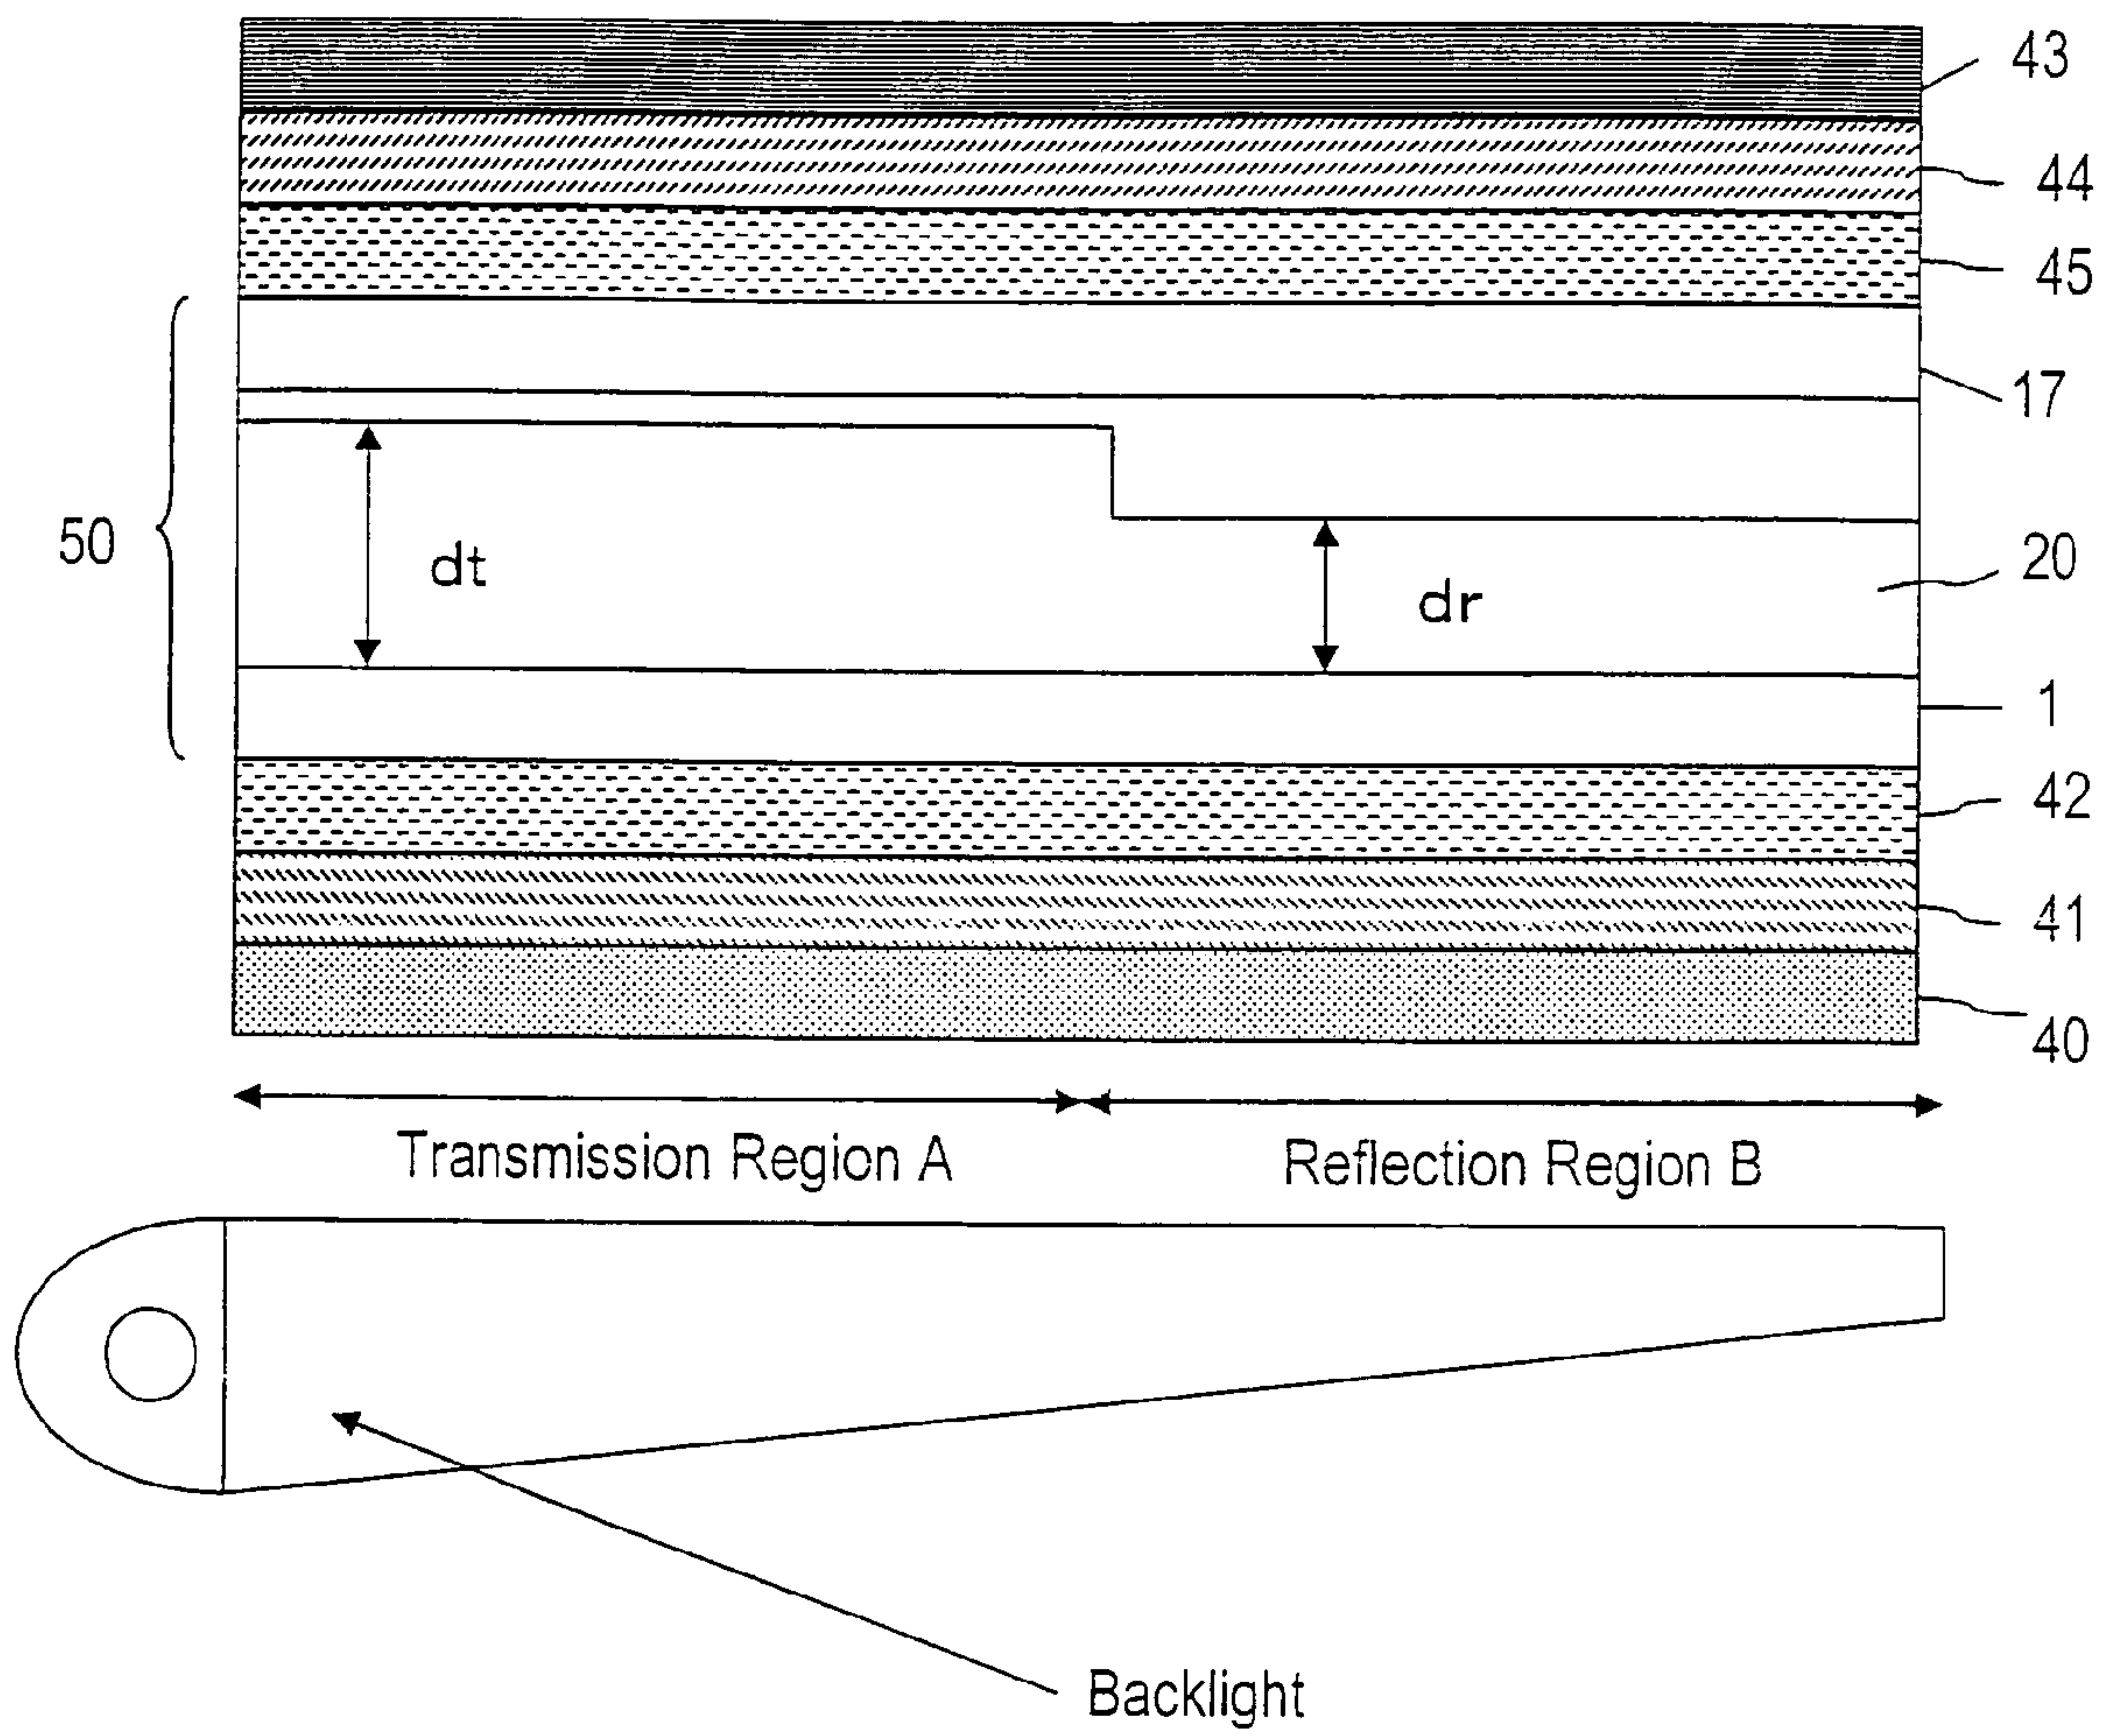 43
44
45
17
50
dt
20
dr
1
42
41
40
Transmission Region A
Reflection Region B
Backlight